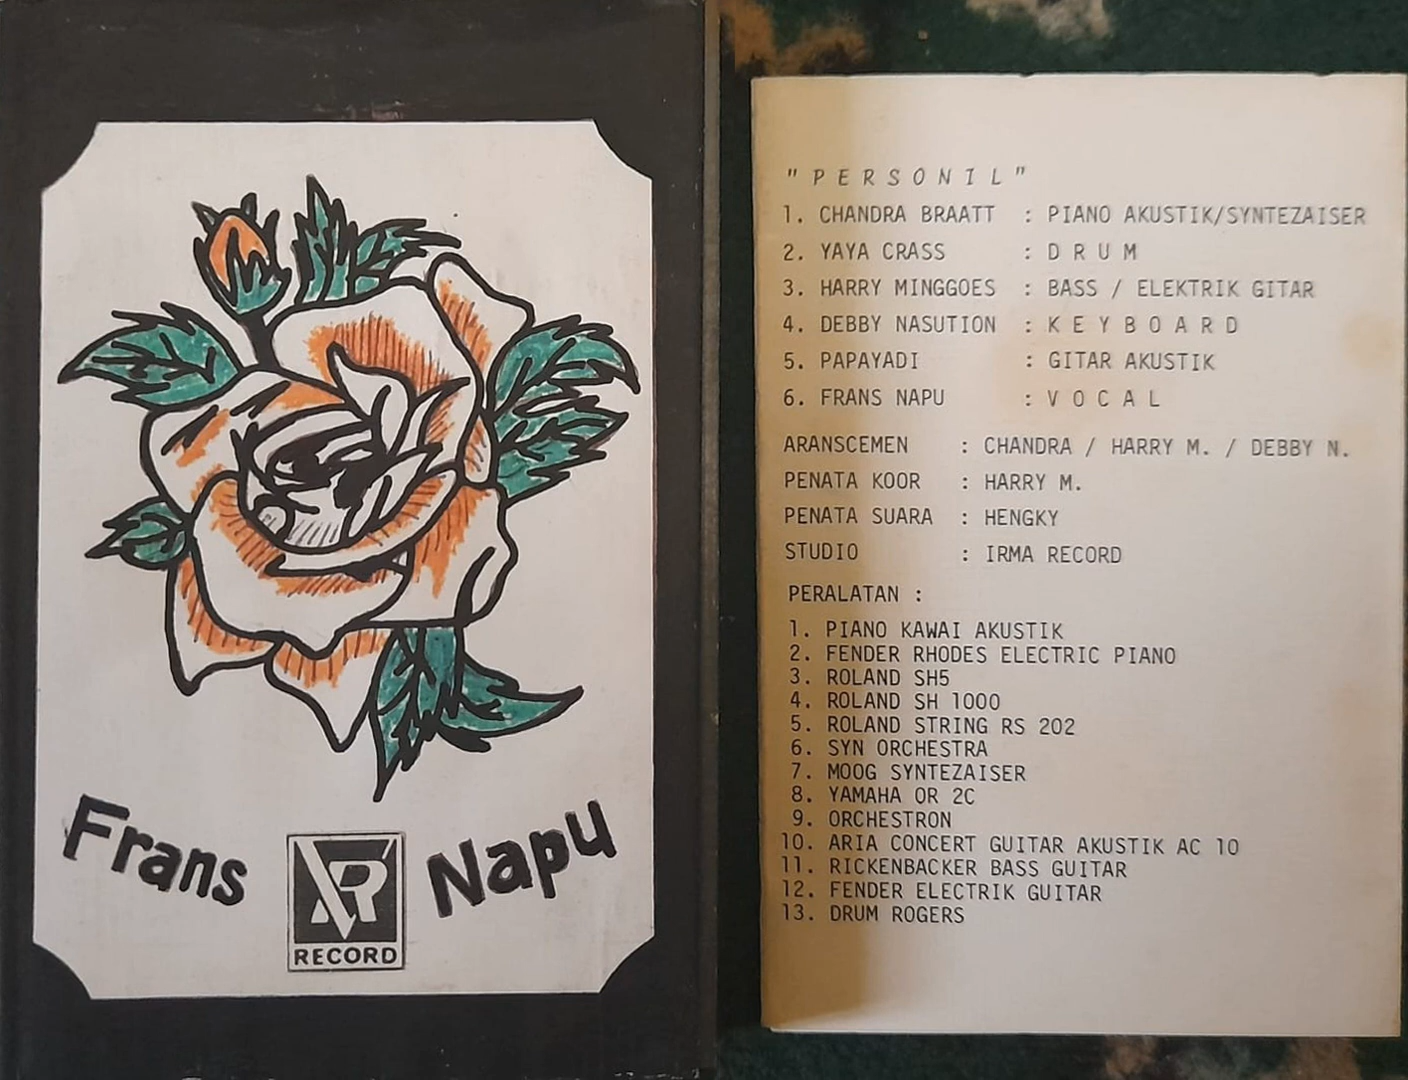 Frans Napu
VR
RECORD
"PERSONIL"
1. CHANDRA BRAATT : PIANO AKUSTIK/SYNTEZAISER
2. YAYA CRASS : D R U M
3. HARRY MINGGOES : BASS / ELEKTRIK GITAR
4. DEBBY NASUTION : K E Y B O A R D
5. PAPAYADI : GITAR AKUSTIK
6. FRANS NAPU : V O C A L
ARANSCEMEN : CHANDRA / HARRY M. / DEBBY N.
PENATA KOOR : HARRY M.
PENATA SUARA : HENGKY
STUDIO : IRMA RECORD
PERALATAN :
1. PIANO KAWAI AKUSTIK
2. FENDER RHODES ELECTRIC PIANO
3. ROLAND SH5
4. ROLAND SH 1000
5. ROLAND STRING RS 202
6. SYN ORCHESTRA
7. MOOG SYNTEZAISER
8. YAMAHA OR 2C
9. ORCHESTRON
10. ARIA CONCERT GUITAR AKUSTIK AC 10
11. RICKENBACKER BASS GUITAR
12. FENDER ELECTRIK GUITAR
13. DRUM ROGERS